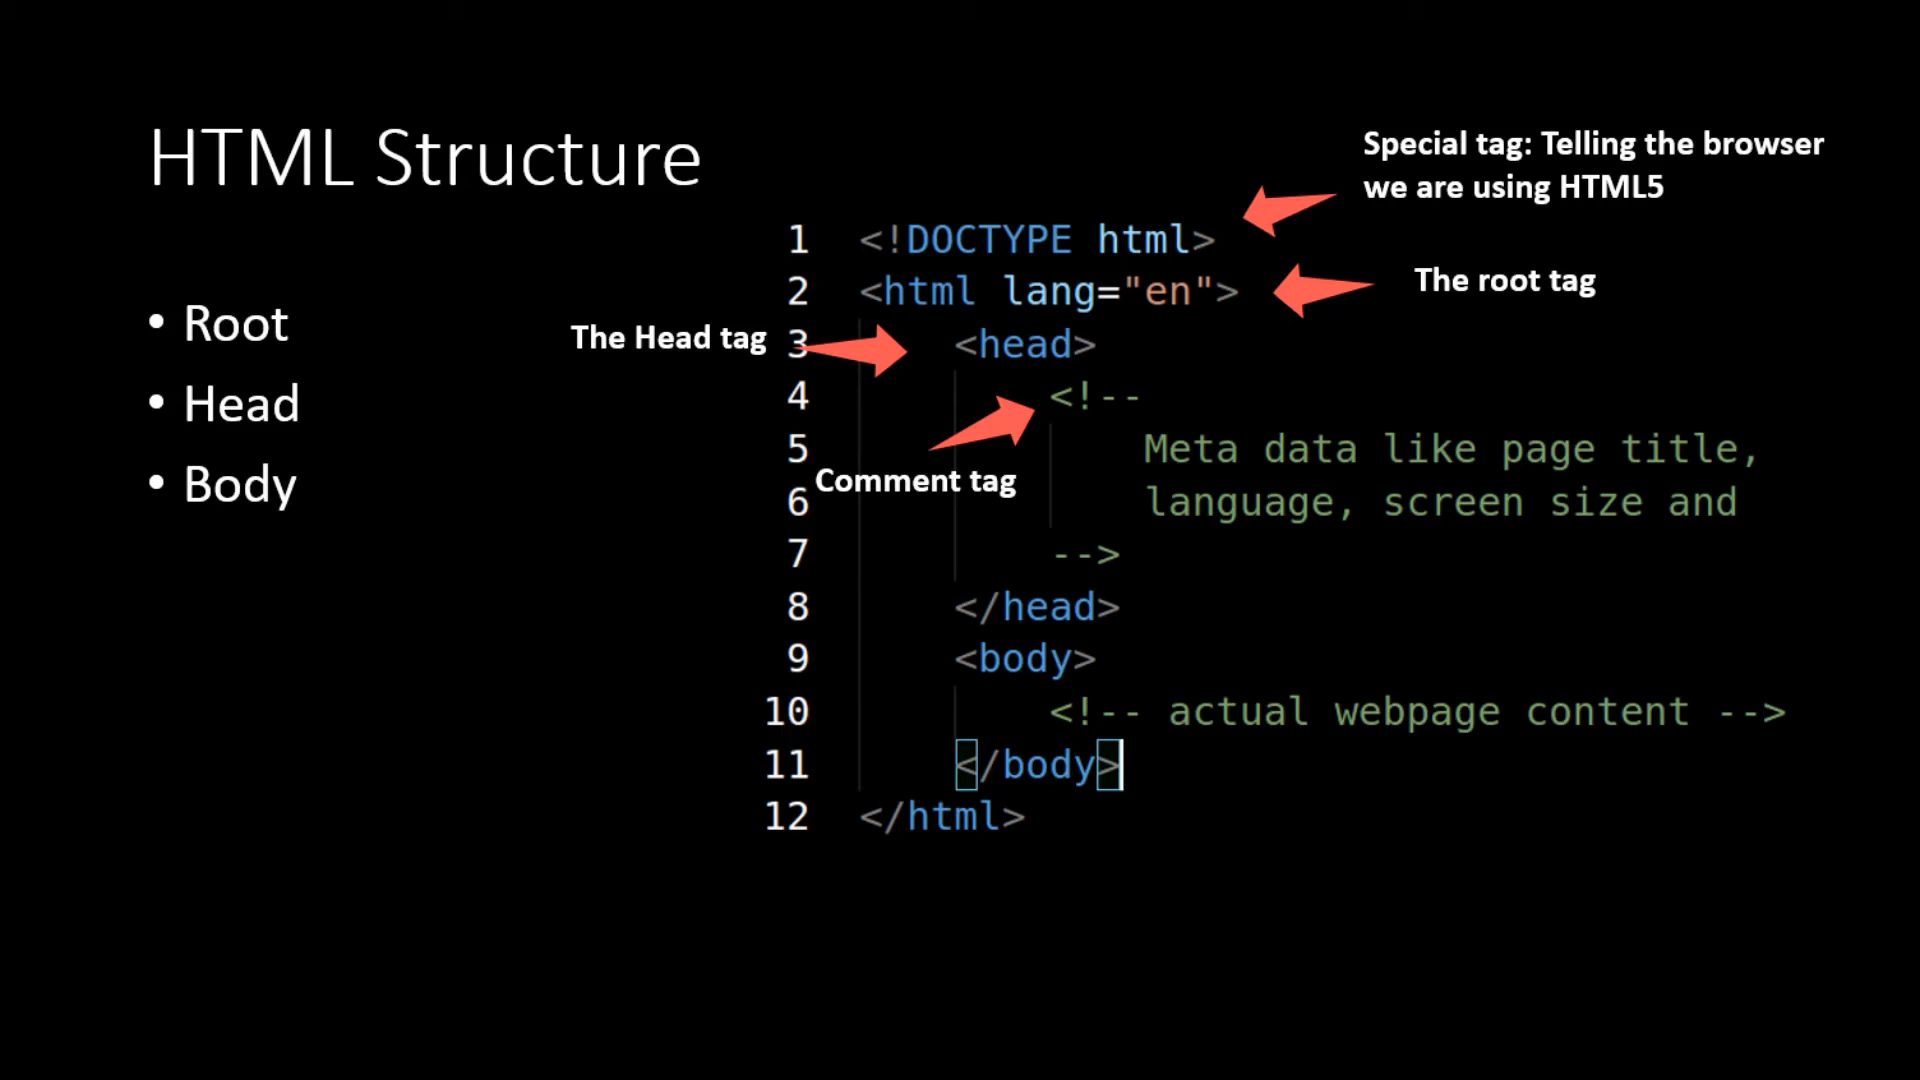 HTML Structure
• Root
• Head
• Body
Special tag: Telling the browser
we are using HTML5
The root tag
The Head tag
Comment tag
1 <!DOCTYPE html>
2 <html lang="en">
3 <head>
4 <!--
5 Meta data like page title,
6 language, screen size and
7 -->
8 </head>
9 <body>
10 <!-- actual webpage content -->
11 </body>
12 </html>